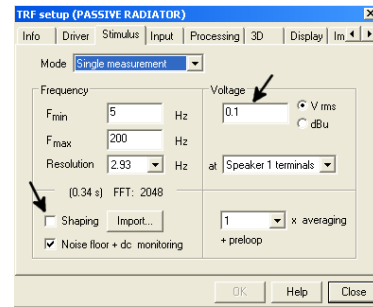 TRF setup (PASSIVE RADIATOR)
Info Driver Stimulus Input Processing 3D Display Im
Mode Single measurement
Frequency Voltage
Fmin 5 Hz 0.1 V rms
dBu
Fmax 200 Hz
Resolution 2.93 Hz at Speaker 1 terminals
(0.34 s) FFT: 2048
Shaping Import... 1 x averaging
Noise floor + dc monitoring + preloop
OK Help Close